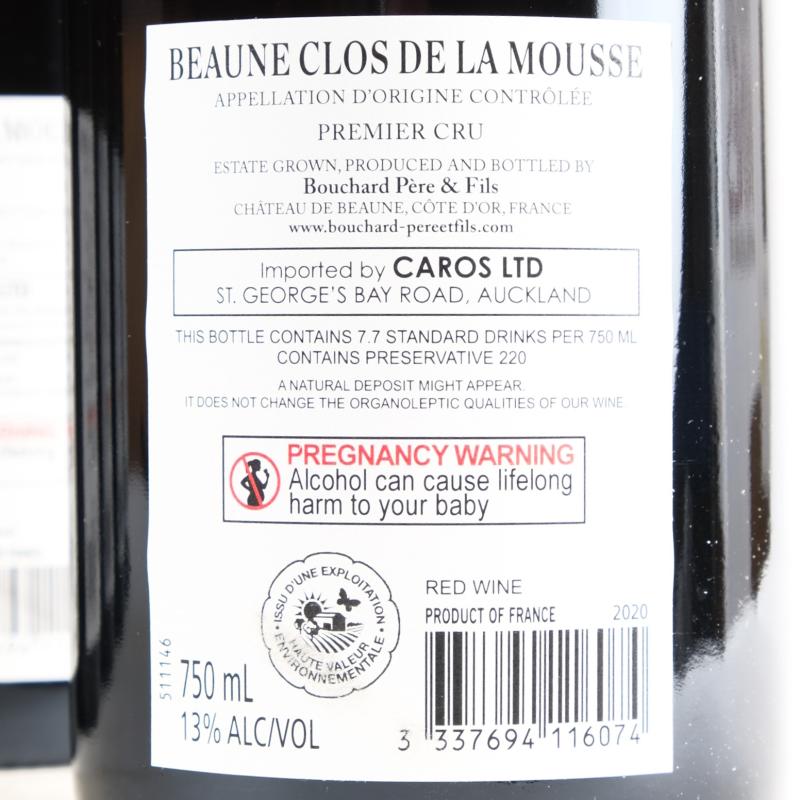 BEAUNE CLOS DE LA MOUSSE
APPELLATION D'ORIGINE CONTRÔLÉE
PREMIER CRU
ESTATE GROWN, PRODUCED AND BOTTLED BY
Bouchard Père & Fils
CHÂTEAU DE BEAUNE, CÔTE D'OR, FRANCE
www.bouchard-pereetfils.com
Imported by CAROS LTD
ST. GEORGE'S BAY ROAD, AUCKLAND
THIS BOTTLE CONTAINS 7.7 STANDARD DRINKS PER 750 ML
CONTAINS PRESERVATIVE 220
A NATURAL DEPOSIT MIGHT APPEAR.
IT DOES NOT CHANGE THE ORGANOLEPTIC QUALITIES OF OUR WINE.
PREGNANCY WARNING
Alcohol can cause lifelong
harm to your baby
• ISSU D'UNE EXPLOITATION •
HAUTE VALEUR
ENVIRONNEMENTALE
RED WINE
PRODUCT OF FRANCE 2020
511146
750 mL
13% ALC/VOL
3 337694 116074